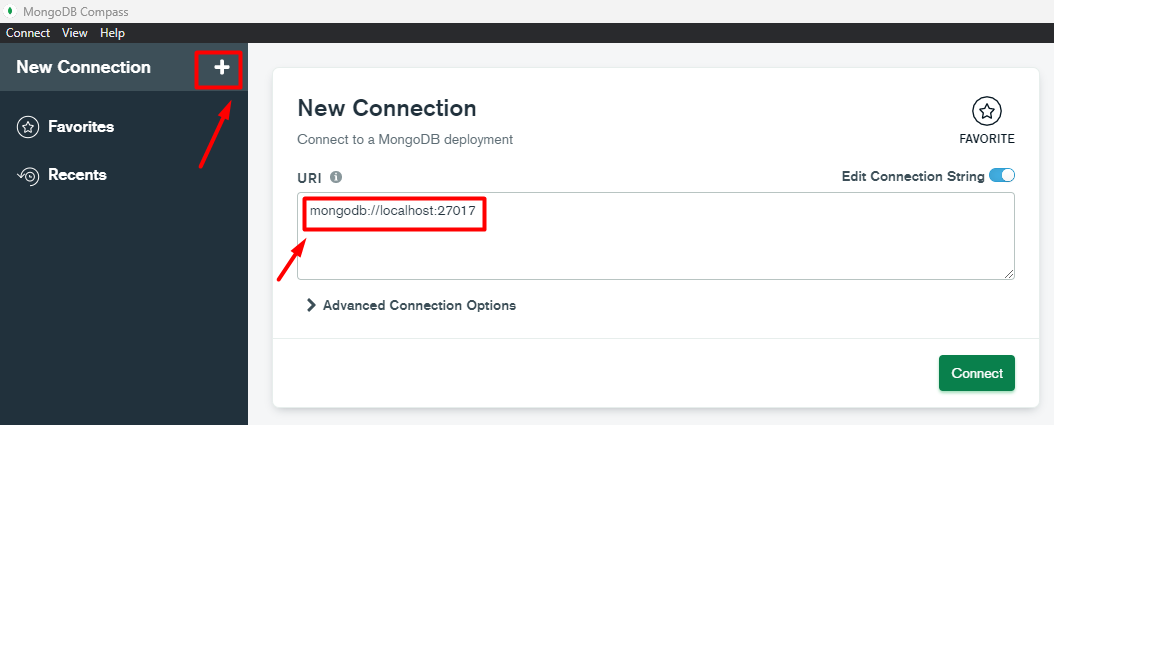 MongoDB Compass
Connect View Help
New Connection
Favorites
Recents
New Connection
Connect to a MongoDB deployment
FAVORITE
URI
Edit Connection String
mongodb://localhost:27017
Advanced Connection Options
Connect